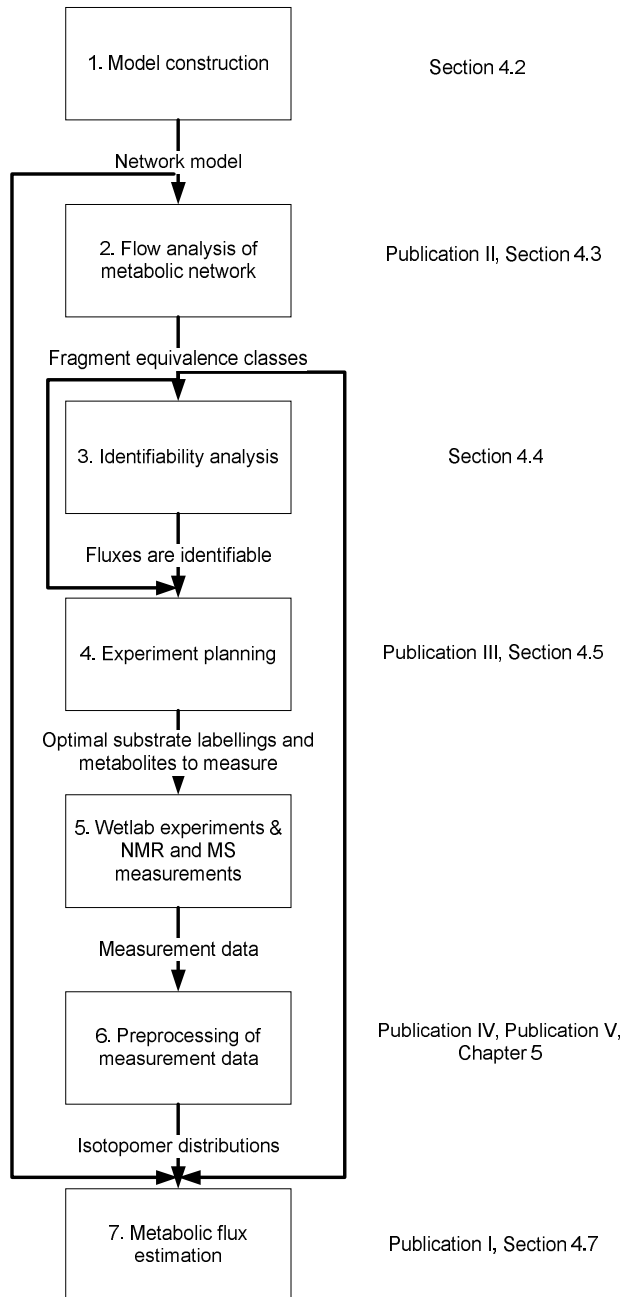 1. Model construction
Section 4.2
Network model
2. Flow analysis of
metabolic network
Publication II, Section 4.3
Fragment equivalence classes
3. Identifiability analysis
Section 4.4
Fluxes are identifiable
4. Experiment planning
Publication III, Section 4.5
Optimal substrate labellings and
metabolites to measure
5. Wetlab experiments &
NMR and MS
measurements
Measurement data
6. Preprocessing of
measurement data
Publication IV, Publication V,
Chapter 5
Isotopomer distributions
7. Metabolic flux
estimation
Publication I, Section 4.7